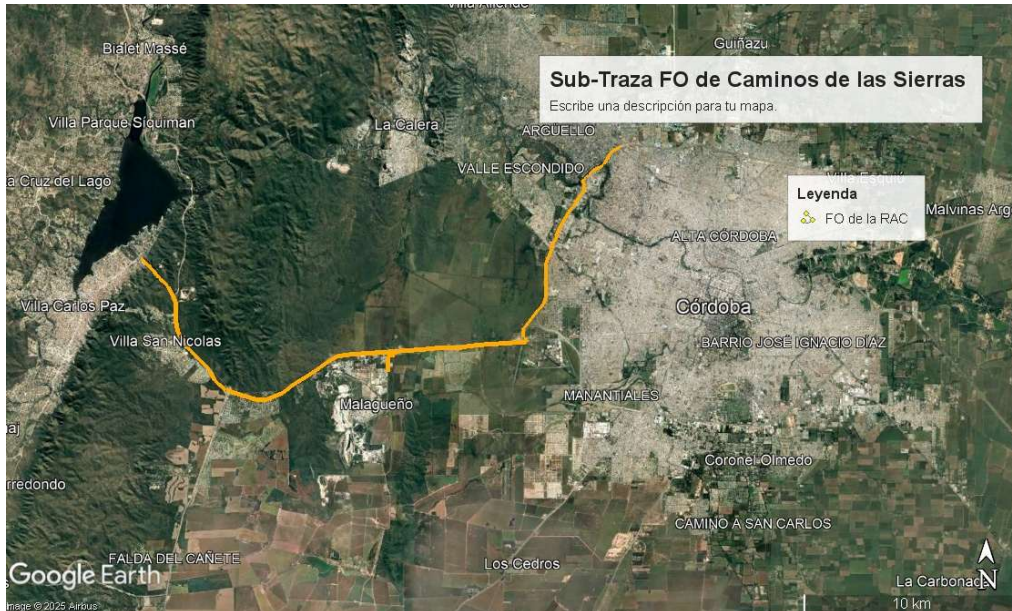 Villa Allende
Bialet Massé
Guiñazu
Sub-Traza FO de Caminos de las Sierras
Escribe una descripción para tu mapa.
Villa Parque Siquiman
La Calera
ARGUELLO
VALLE ESCONDIDO
a Cruz del Lago
Villa Esquiú
Leyenda
FO de la RAC
Malvinas Arg
ALTA CÓRDOBA
Villa Carlos Paz
Córdoba
Villa San Nicolas
BARRIO JOSÉ IGNACIO DÍAZ
MANANTIALES
Malagueño
aj
Coronel Olmedo
rredondo
CAMINO A SAN CARLOS
FALDA DEL CAÑETE
Los Cedros
Google Earth
La Carbonad
N
Image © 2025 Airbus
10 km